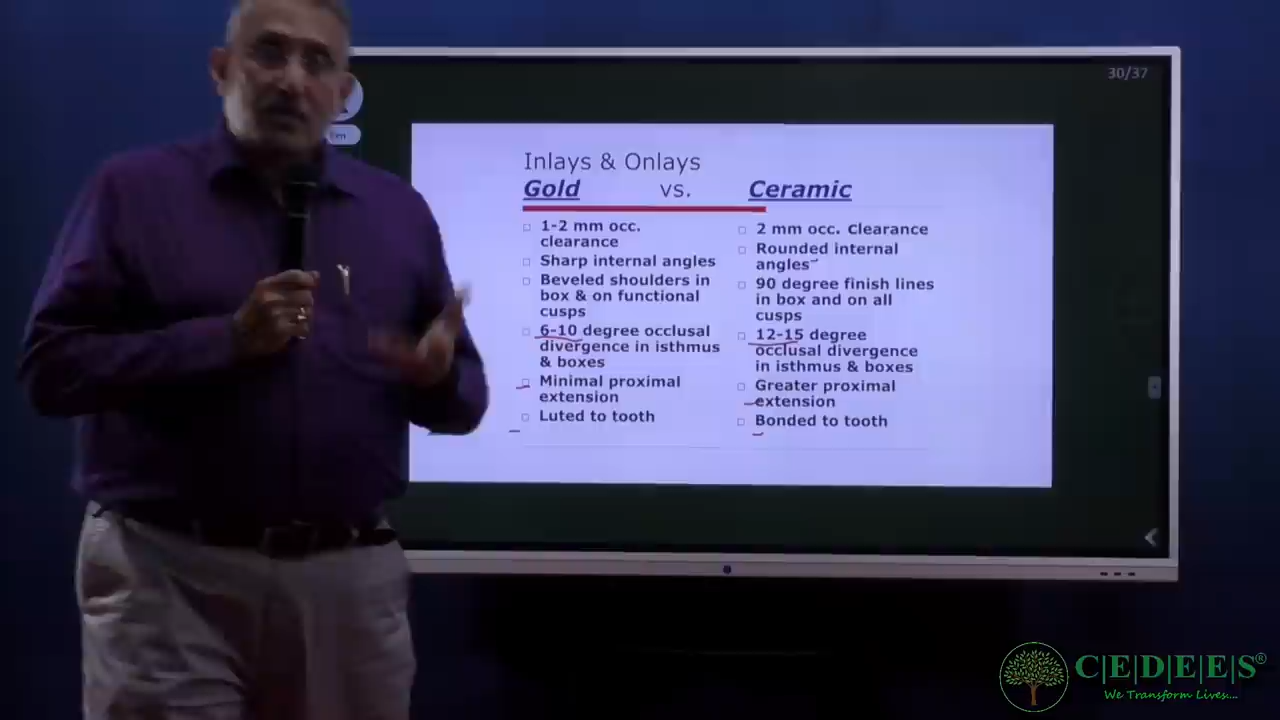 30/37
Inlays & Onlays
Gold vs. Ceramic
1-2 mm occ.
clearance
Sharp internal angles
Beveled shoulders in
box & on functional
cusps
6-10 degree occlusal
divergence in isthmus
& boxes
Minimal proximal
extension
Luted to tooth
2 mm occ. Clearance
Rounded internal
angles
90 degree finish lines
in box and on all
cusps
12-15 degree
occlusal divergence
in isthmus & boxes
Greater proximal
extension
Bonded to tooth
C|E|D|E|E|S®
We Transform Lives...